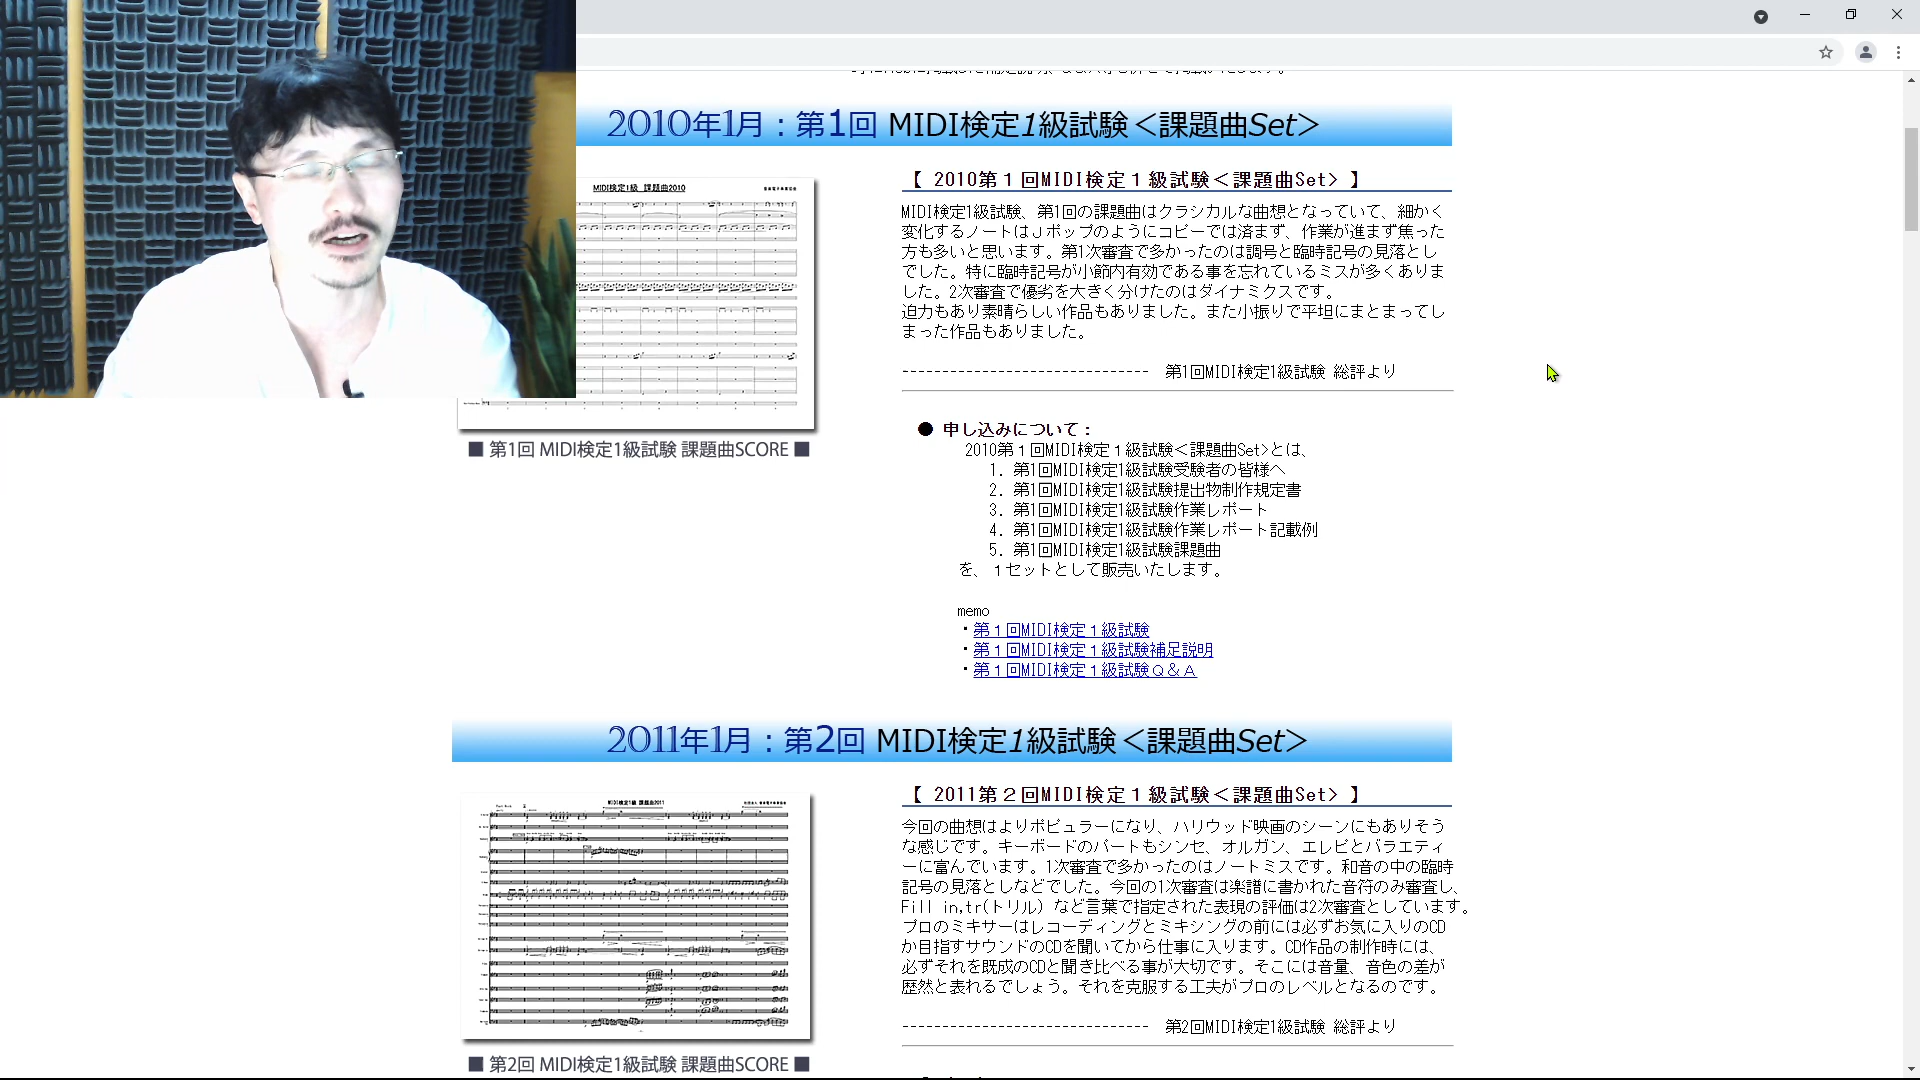 2010年1月：第1回 MIDI検定1級試験＜課題曲Set＞
MIDI検定1級 課題曲2010
【 2010第１回MIDI検定１級試験＜課題曲Set> 】
MIDI検定1級試験、第1回の課題曲はクラシカルな曲想となっていて、細かく
変化するノートはＪポップのようにコピーでは済まず、作業が進まず焦った
方も多いと思います。第1次審査で多かったのは調号と臨時記号の見落とし
でした。特に臨時記号が小節内有効である事を忘れているミスが多くありま
した。2次審査で優劣を大きく分けたのはダイナミクスです。
迫力もあり素晴らしい作品もありました。また小振りで平坦にまとまってし
まった作品もありました。
------------------------------- 第1回MIDI検定1級試験 総評より
■ 第1回 MIDI検定1級試験 課題曲SCORE ■
● 申し込みについて：
2010第１回MIDI検定１級試験<課題曲Set>とは、
1. 第1回MIDI検定1級試験受験者の皆様へ
2. 第1回MIDI検定1級試験提出物制作規定書
3. 第1回MIDI検定1級試験作業レポート
4. 第1回MIDI検定1級試験作業レポート記載例
5. 第1回MIDI検定1級試験課題曲
を、１セットとして販売いたします。
memo
・第１回MIDI検定１級試験
・第１回MIDI検定１級試験補足説明
・第１回MIDI検定１級試験Ｑ＆Ａ
2011年1月：第2回 MIDI検定1級試験＜課題曲Set＞
MIDI検定1級 課題曲2011
【 2011第２回MIDI検定１級試験＜課題曲Set> 】
今回の曲想はよりポピュラーになり、ハリウッド映画のシーンにもありそう
な感じです。キーボードのパートもシンセ、オルガン、エレピとバラエティ
ーに富んでいます。1次審査で多かったのはノートミスです。和音の中の臨時
記号の見落としなどでした。今回の1次審査は楽譜に書かれた音符のみ審査し、
Fill in,tr(トリル) など言葉で指定された表現の評価は2次審査としています。
プロのミキサーはレコーディングとミキシングの前には必ずお気に入りのCD
か目指すサウンドのCDを聞いてから仕事に入ります。CD作品の制作時には、
必ずそれを既成のCDと聞き比べる事が大切です。そこには音量、音色の差が
歴然と表れるでしょう。それを克服する工夫がプロのレベルとなるのです。
------------------------------- 第2回MIDI検定1級試験 総評より
■ 第2回 MIDI検定1級試験 課題曲SCORE ■